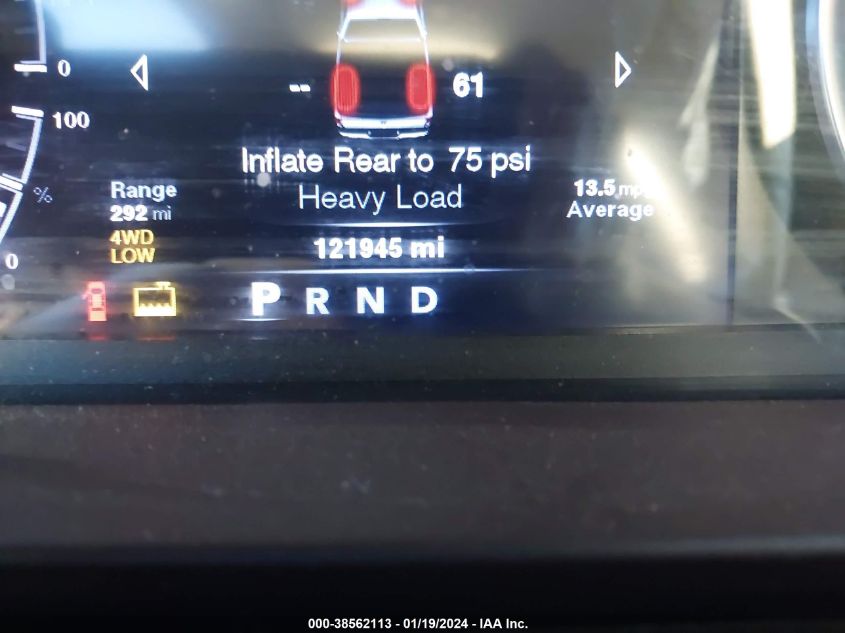 0
-- 61
100
Inflate Rear to 75 psi
%
Range
Heavy Load
13.5 mpg
292 mi
Average
4WD
LOW
121945 mi
0
P R N D
000-38562113 - 01/19/2024 - IAA Inc.